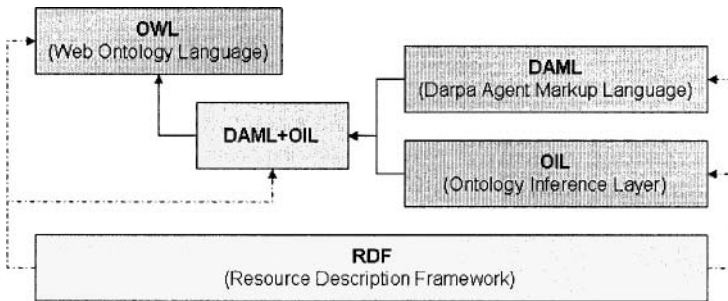 OWL
(Web Ontology Language)
DAML
(Darpa Agent Markup Language)
DAML+OIL
OIL
(Ontology Inference Layer)
RDF
(Resource Description Framework)